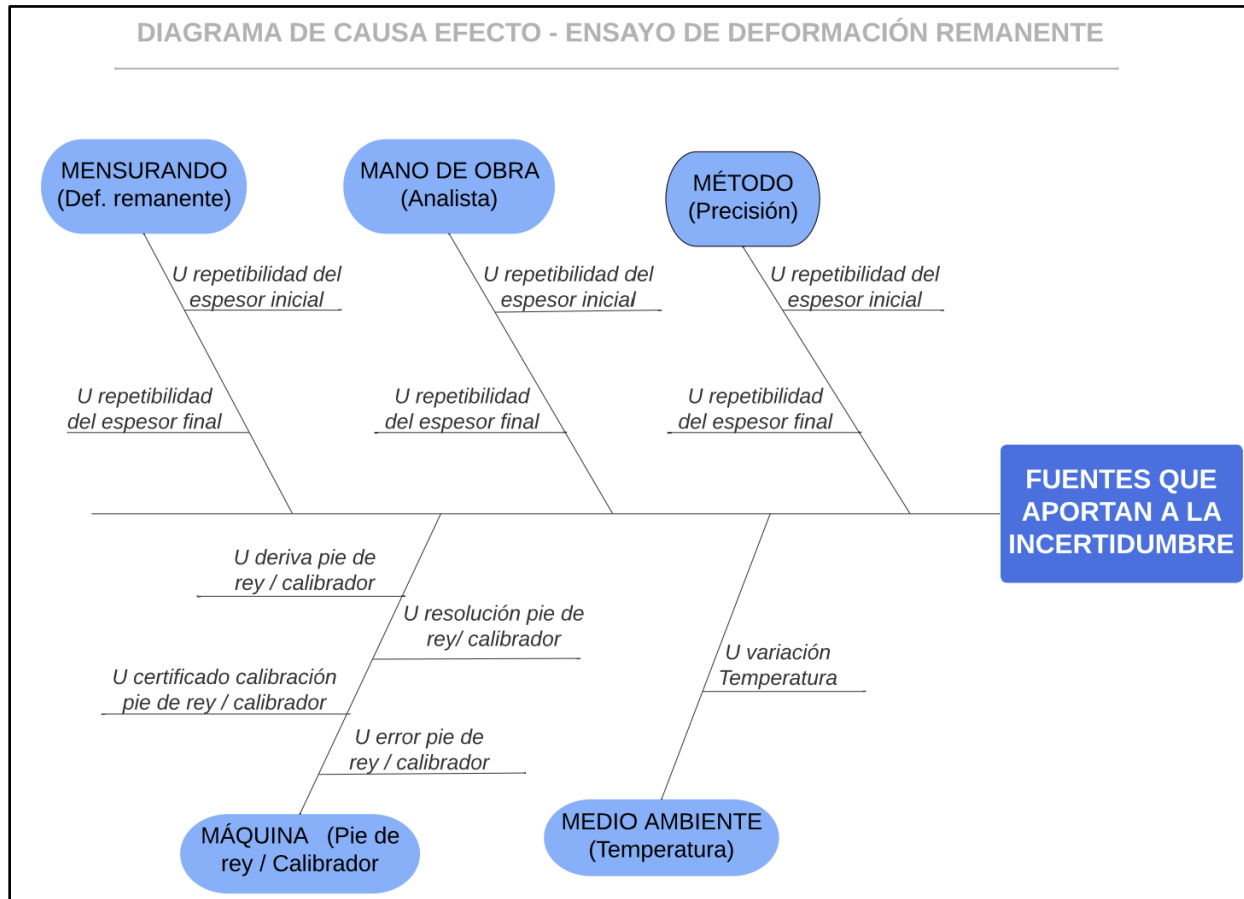 DIAGRAMA DE CAUSA EFECTO - ENSAYO DE DEFORMACIÓN REMANENTE
MENSURANDO
(Def. remanente)
MANO DE OBRA
(Analista)
MÉTODO
(Precisión)
U repetibilidad del
espesor inicial
U repetibilidad del
espesor inicial
U repetibilidad del
espesor inicial
U repetibilidad
del espesor final
U repetibilidad
del espesor final
U repetibilidad
del espesor final
FUENTES QUE
APORTAN A LA
INCERTIDUMBRE
U deriva pie de
rey / calibrador
U resolución pie de
rey/ calibrador
U certificado calibración
pie de rey / calibrador
U error pie de
rey / calibrador
U variación
Temperatura
MÁQUINA (Pie de
rey / Calibrador
MEDIO AMBIENTE
(Temperatura)